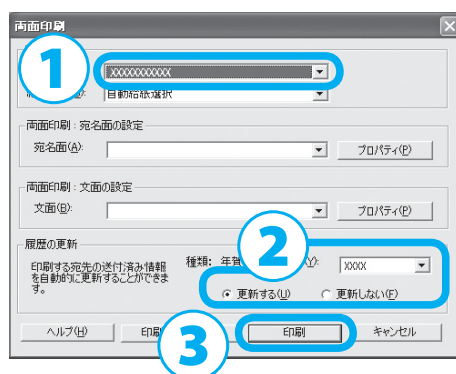 両面印刷
1
XXXXXXXXXXX
自動給紙選択
両面印刷 : 宛名面の設定
宛名面(A):
プロパティ(P)
両面印刷 : 文面の設定
文面(B):
プロパティ(P)
履歴の更新
2
印刷する宛先の送付済み情報
を自動的に更新することができま
す。
種類: 年賀
XXXX
更新する(U) 更新しない(F)
ヘルプ(H) 印刷 キャンセル
3